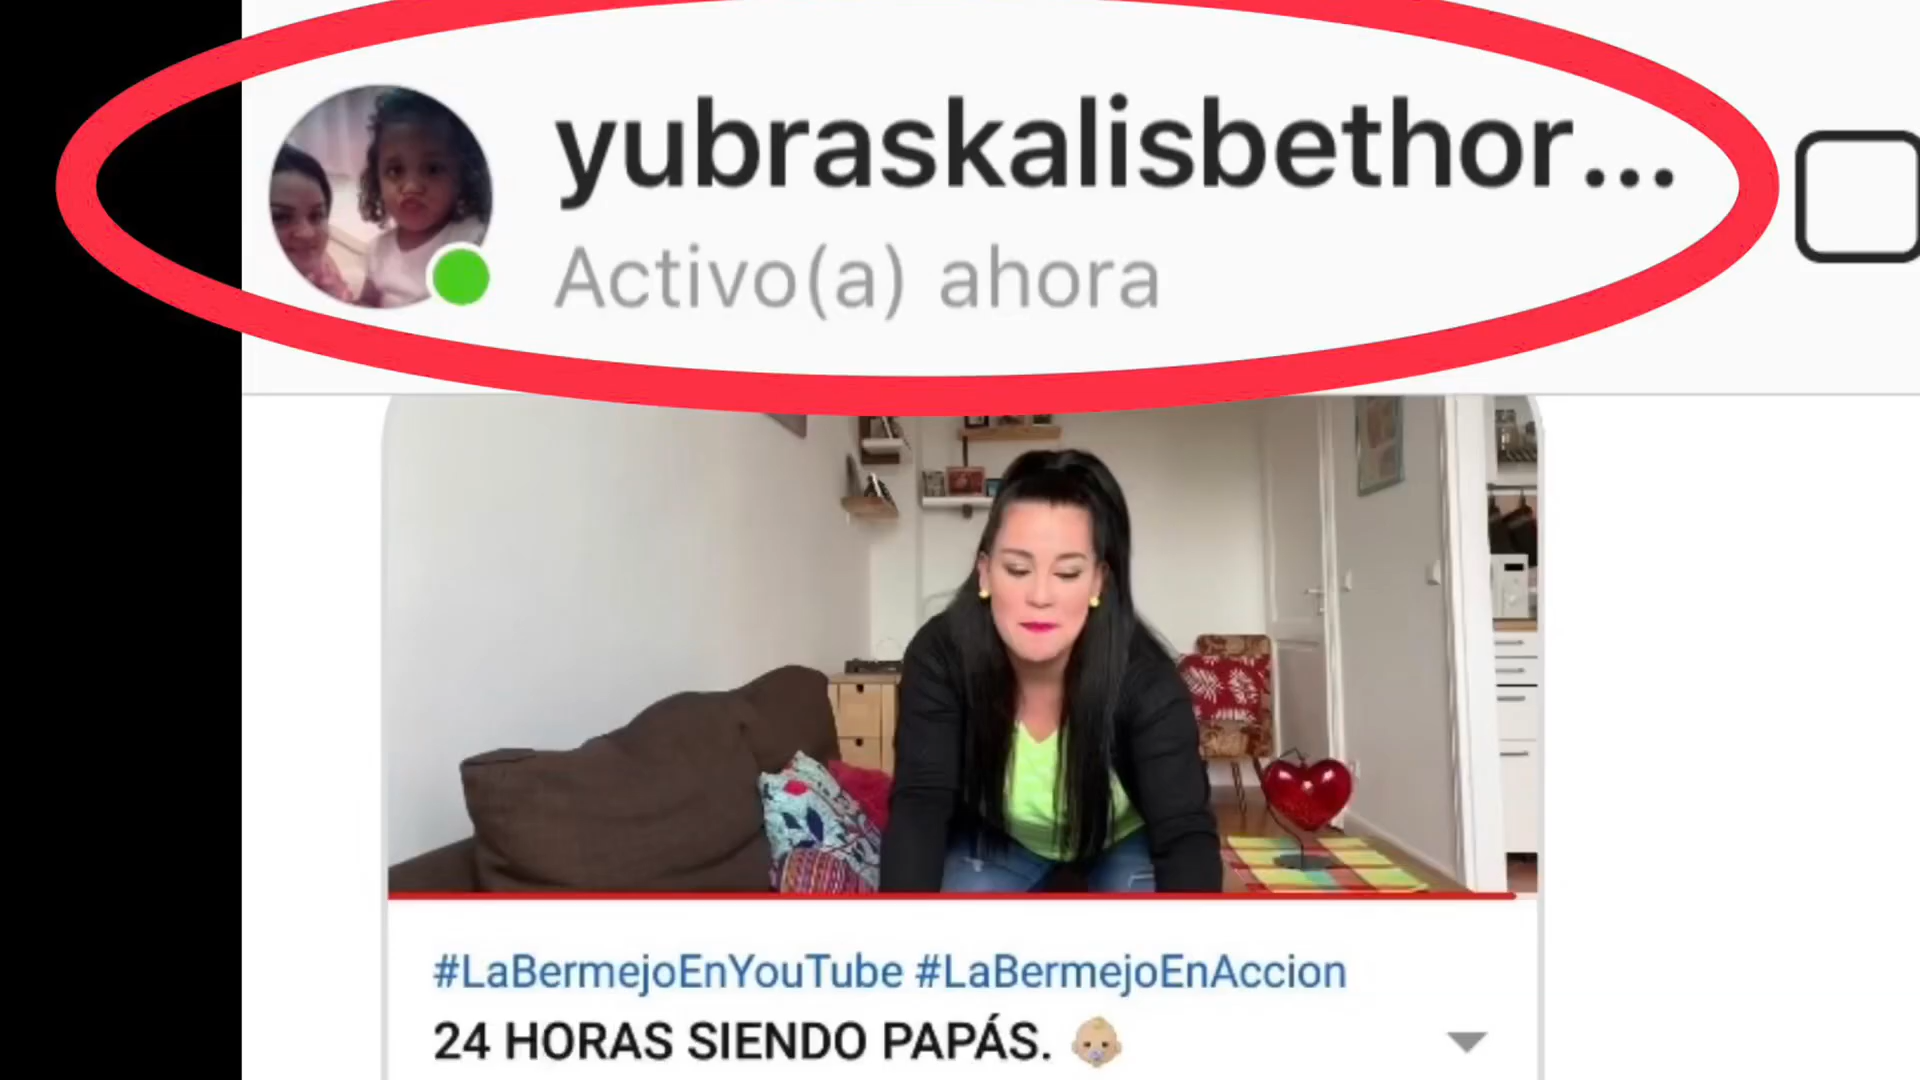 yubraskalisbethor...
Activo(a) ahora
#LaBermejoEnYouTube #LaBermejoEnAccion
24 HORAS SIENDO PAPÁS. 👶